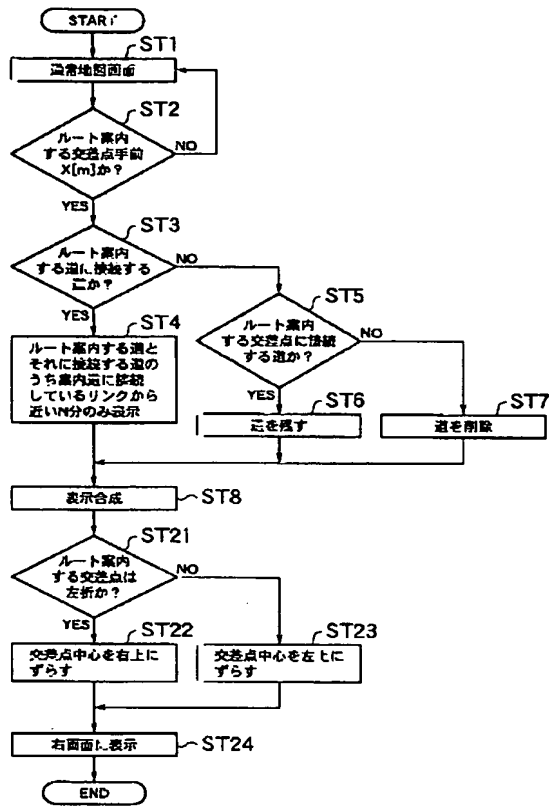 START
ST1
通常地図画面
ST2
ルート案内
する交差点手前
X[m]か?
NO
YES
ST3
ルート案内
する道に接続する
道か?
NO
YES
ST4
ルート案内する道と
それに接続する道の
うち案内道に接続
しているリンクから
近いN分のみ表示
ST5
ルート案内
する交差点に接続
する道か?
NO
YES
ST6
道を残す
ST7
道を削除
表示合成
ST8
ST21
ルート案内
する交差点は
左折か?
NO
YES
ST22
交差点中心を右上に
ずらす
ST23
交差点中心を左上に
ずらす
右画面に表示
ST24
END